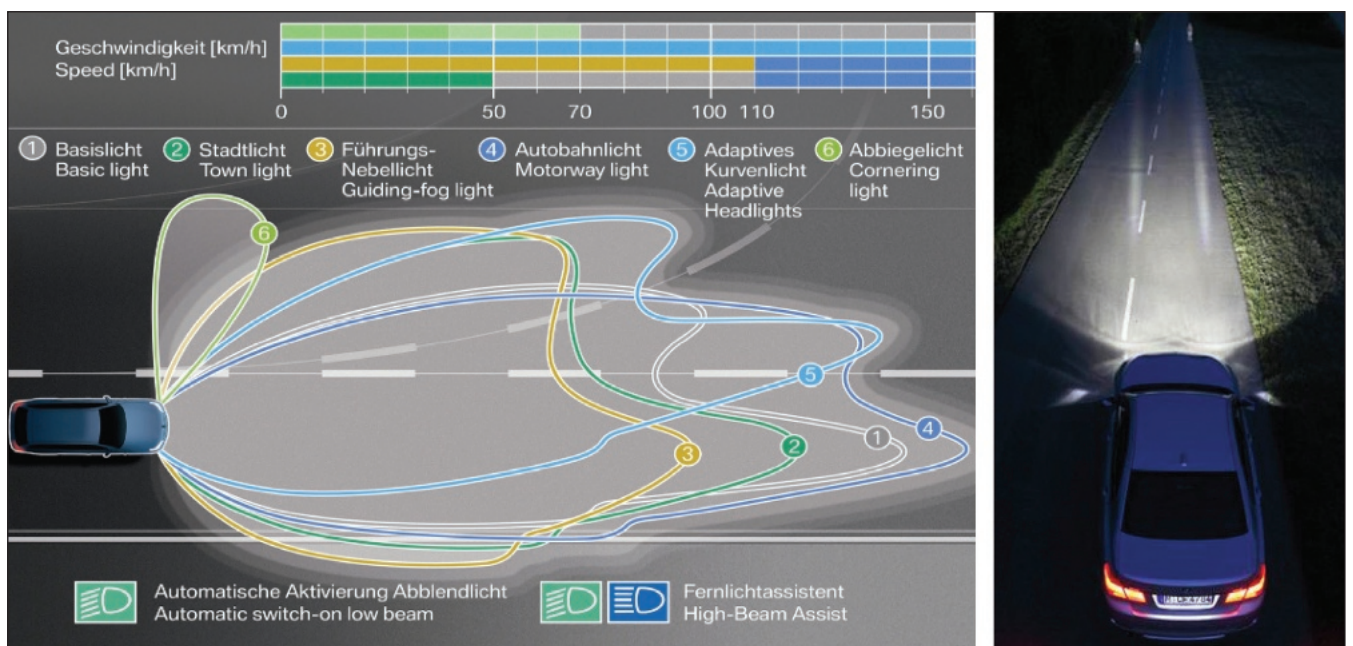 Geschwindigkeit [km/h]
Speed [km/h]
0 50 70 100 110 150
1 Basislicht
Basic light
2 Stadtlicht
Town light
3 Führungs-
Nebellicht
Guiding-fog light
4 Autobahnlicht
Motorway light
5 Adaptives
Kurvenlicht
Adaptive
Headlights
6 Abbiegelicht
Cornering
light
6
5
4
1
2
3
Automatische Aktivierung Abblendlicht
Automatic switch-on low beam
Fernlichtassistent
High-Beam Assist